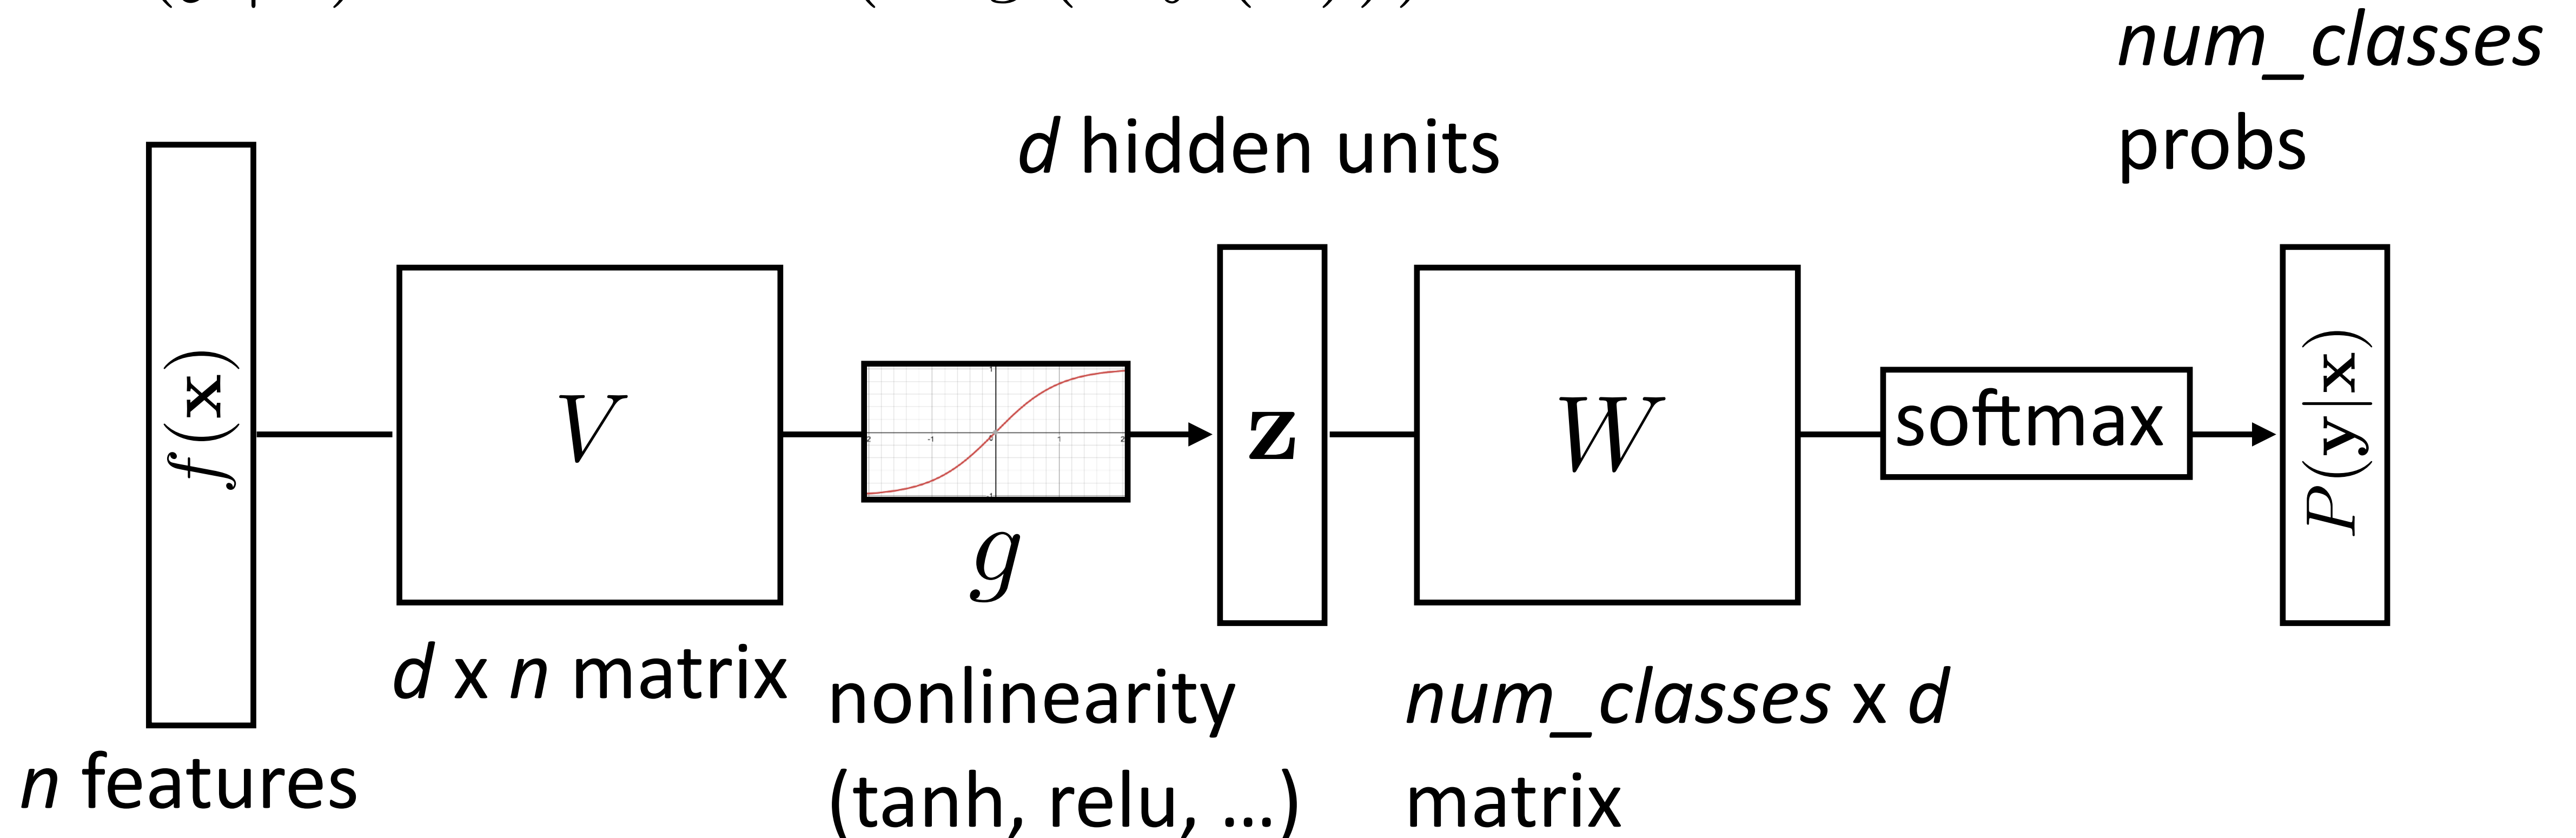 num_classes
probs
d hidden units
f(x)
V
g
z
W
softmax
P(y|x)
d x n matrix
nonlinearity
(tanh, relu, ...)
num_classes x d
matrix
n features